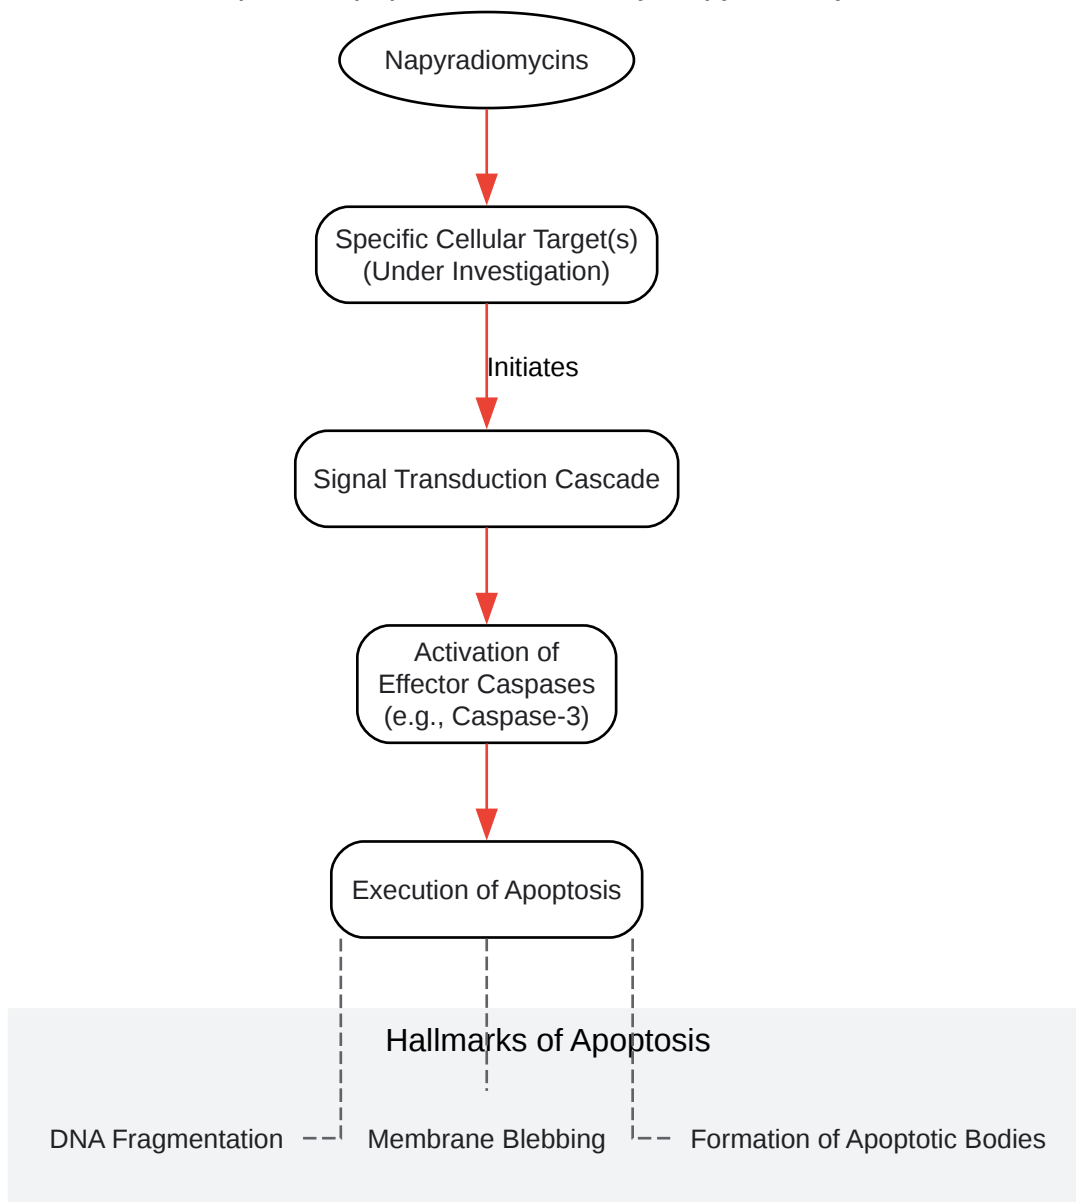 Napyradiomycins
Specific Cellular Target(s)
(Under Investigation)
Initiates
Signal Transduction Cascade
Activation of
Effector Caspases
(e.g., Caspase-3)
Execution of Apoptosis
Hallmarks of Apoptosis
DNA Fragmentation
Membrane Blebbing
Formation of Apoptotic Bodies